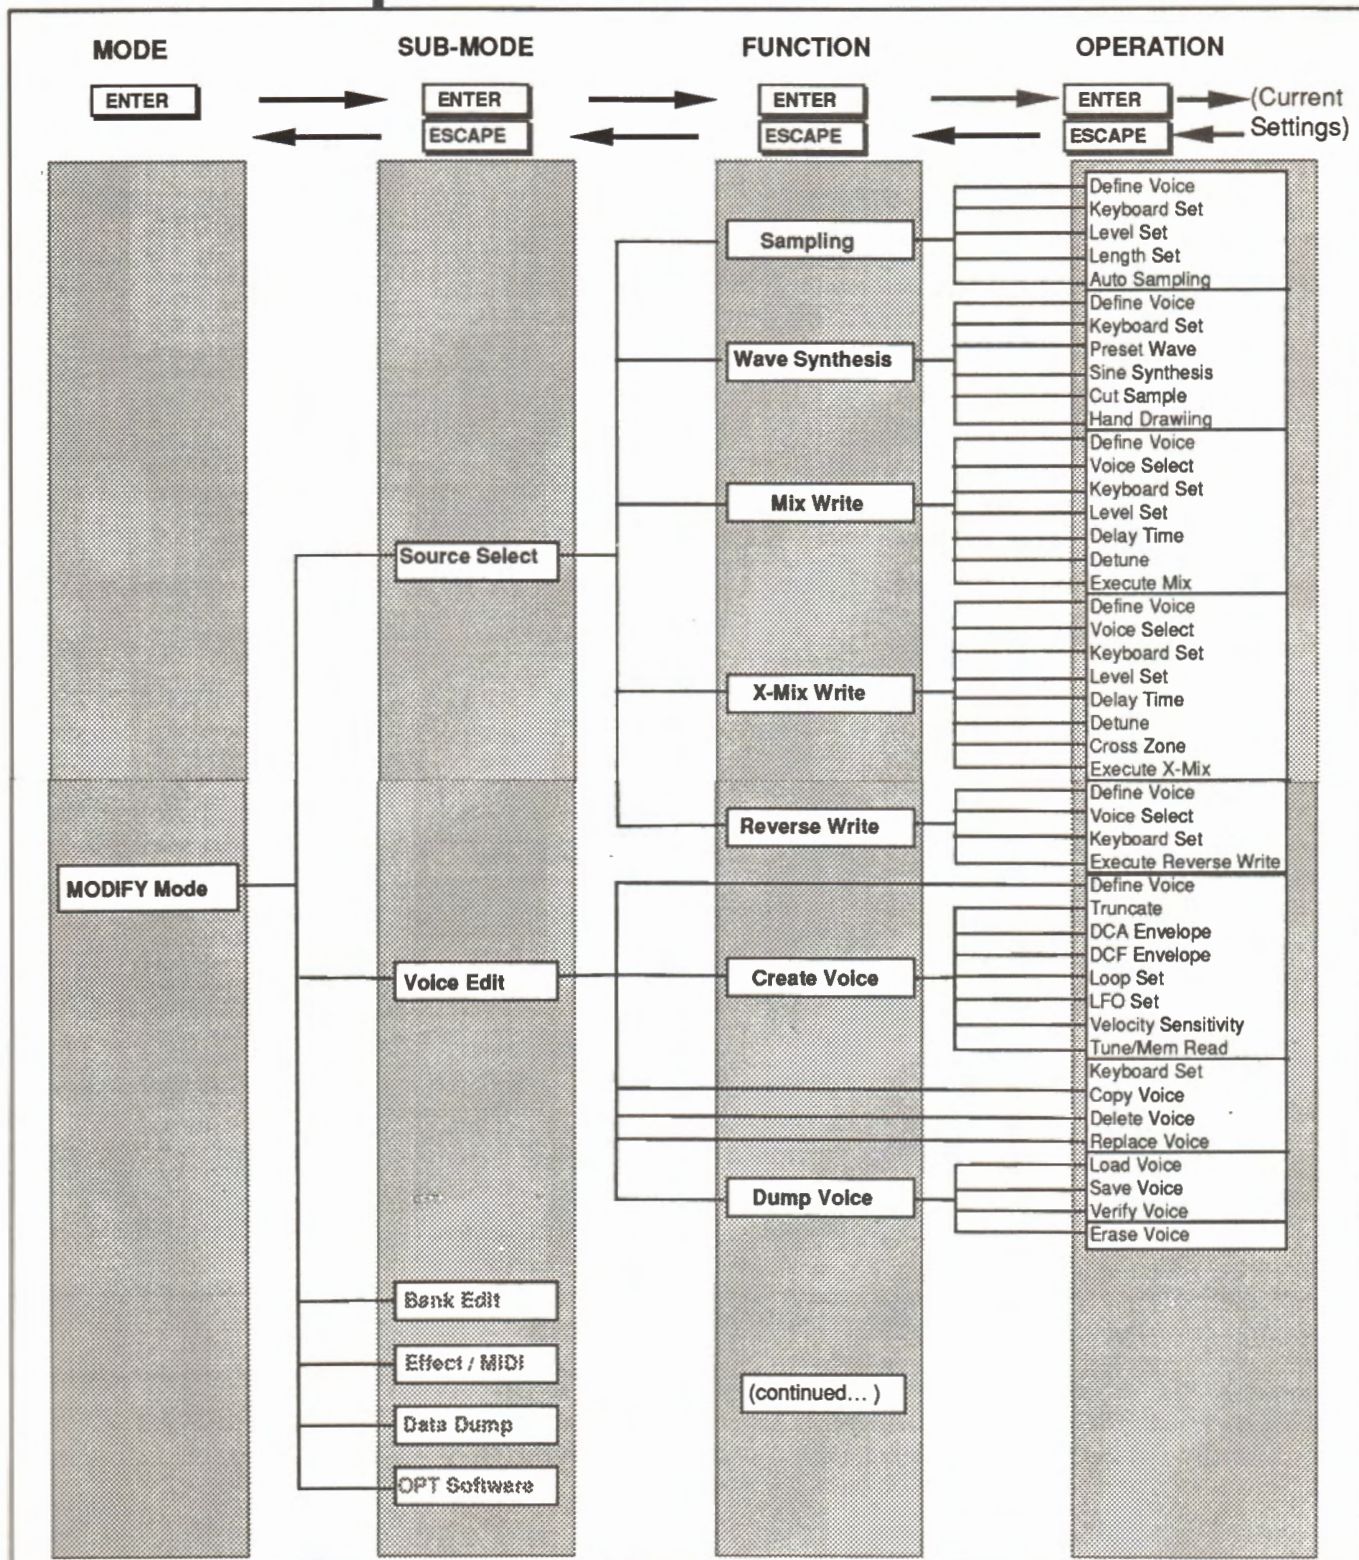 MODE
SUB-MODE
FUNCTION
OPERATION
ENTER
ENTER
ENTER
ENTER
(Current
Settings)
ESCAPE
ESCAPE
ESCAPE
Define Voice
Keyboard Set
Sampling
Level Set
Length Set
Auto Sampling
Define Voice
Keyboard Set
Preset Wave
Wave Synthesis
Sine Synthesis
Cut Sample
Hand Drawiing
Define Voice
Voice Select
Keyboard Set
Mix Write
Level Set
Delay Time
Detune
Source Select
Execute Mix
Define Voice
Voice Select
Keyboard Set
Level Set
X-Mix Write
Delay Time
Detune
Cross Zone
Execute X-Mix
Define Voice
Voice Select
Reverse Write
Keyboard Set
Execute Reverse Write
MODIFY Mode
Define Voice
Truncate
DCA Envelope
DCF Envelope
Voice Edit
Create Voice
Loop Set
LFO Set
Velocity Sensitivity
Tune/Mem Read
Keyboard Set
Copy Voice
Delete Voice
Replace Voice
Load Voice
Dump Voice
Save Voice
Verify Voice
Erase Voice
Bank Edit
Effect / MIDI
(continued... )
Data Dump
OPT Software